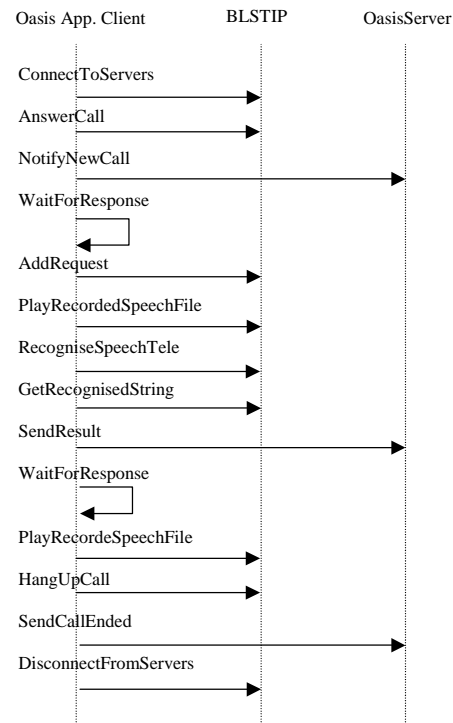 Oasis App. Client BLSTIP OasisServer
ConnectToServers
AnswerCall
NotifyNewCall
WaitForResponse
AddRequest
PlayRecordedSpeechFile
RecogniseSpeechTele
GetRecognisedString
SendResult
WaitForResponse
PlayRecordeSpeechFile
HangUpCall
SendCallEnded
DisconnectFromServers